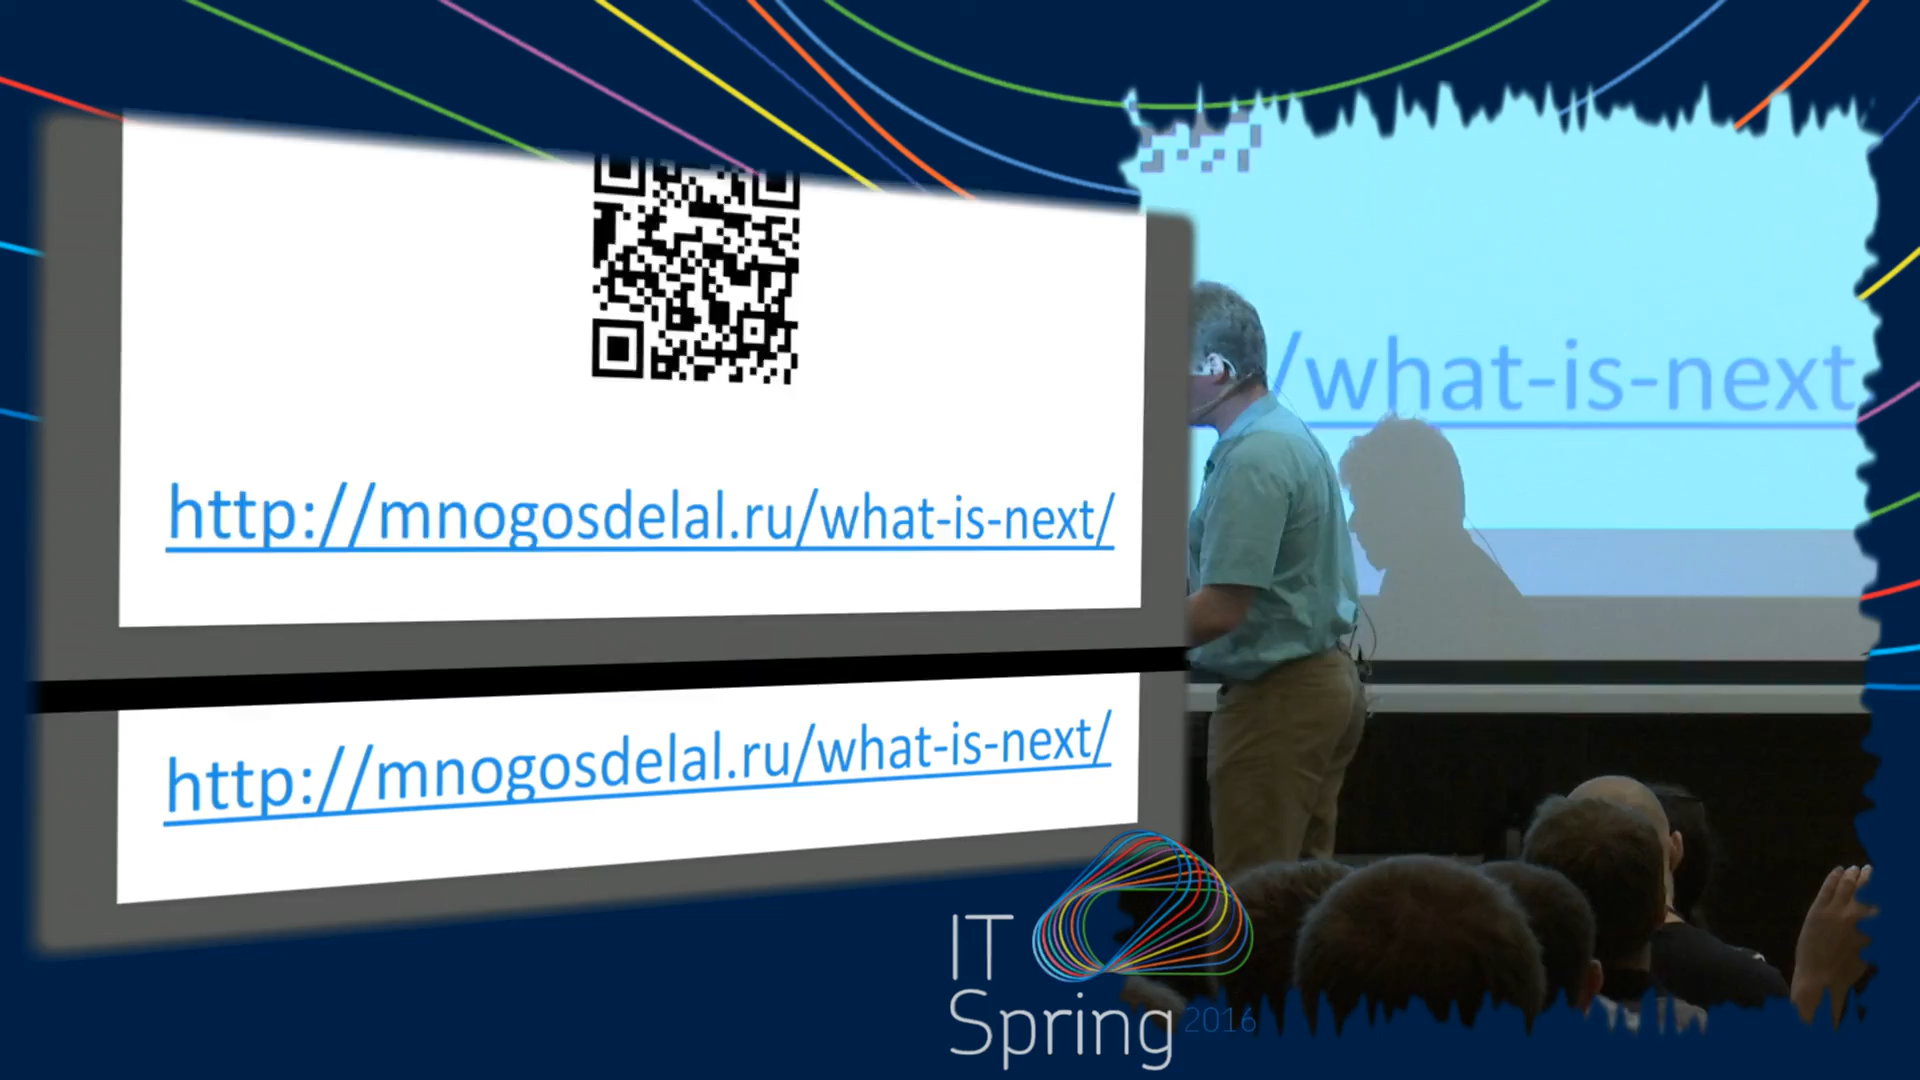 http://mnogosdelal.ru/what-is-next/
http://mnogosdelal.ru/what-is-next/
/what-is-next
IT
Spring 2016